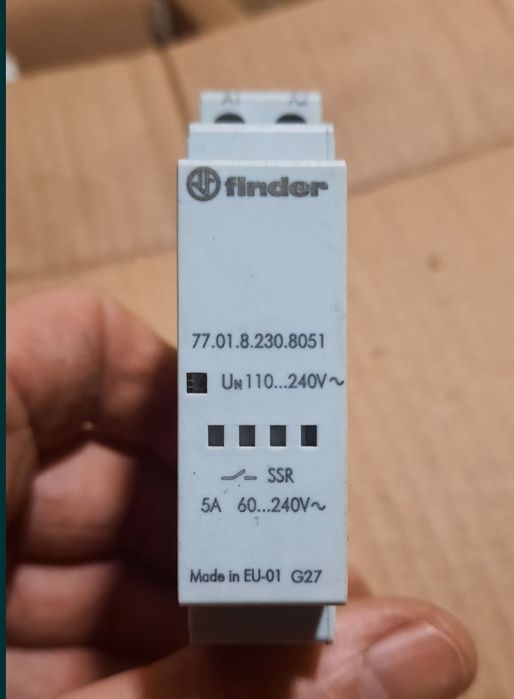 A1 A2
finder
77.01.8.230.8051
UN 110...240V~
SSR
5A 60...240V~
Made in EU-01 G27